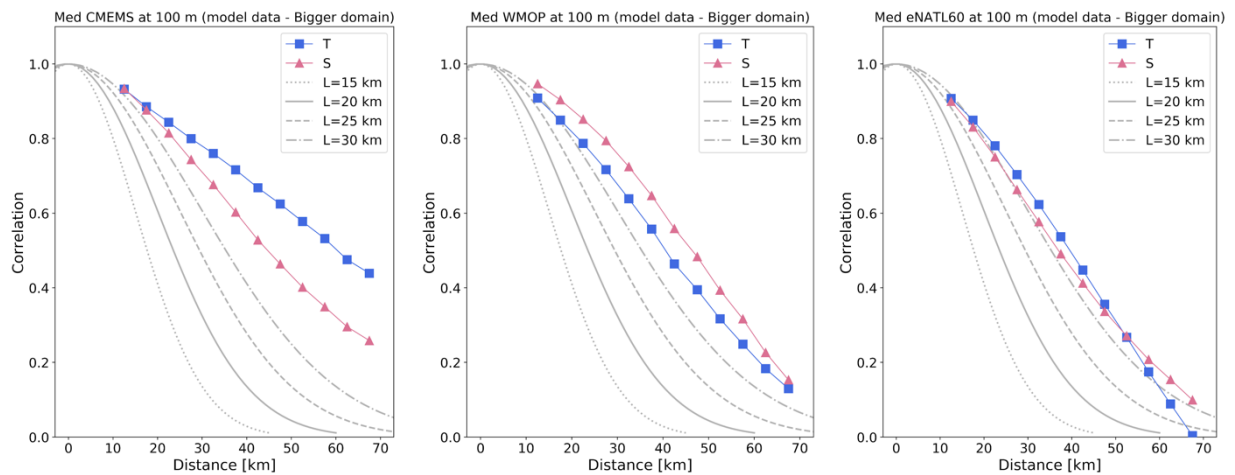 Med CMEMS at 100 m (model data - Bigger domain)
T
S
L=15 km
L=20 km
L=25 km
L=30 km
Correlation
1.0
0.8
0.6
0.4
0.2
0.0
0 10 20 30 40 50 60 70
Distance [km]
Med WMOP at 100 m (model data - Bigger domain)
T
S
L=15 km
L=20 km
L=25 km
L=30 km
Correlation
1.0
0.8
0.6
0.4
0.2
0.0
0 10 20 30 40 50 60 70
Distance [km]
Med eNATL60 at 100 m (model data - Bigger domain)
T
S
L=15 km
L=20 km
L=25 km
L=30 km
Correlation
1.0
0.8
0.6
0.4
0.2
0.0
0 10 20 30 40 50 60 70
Distance [km]